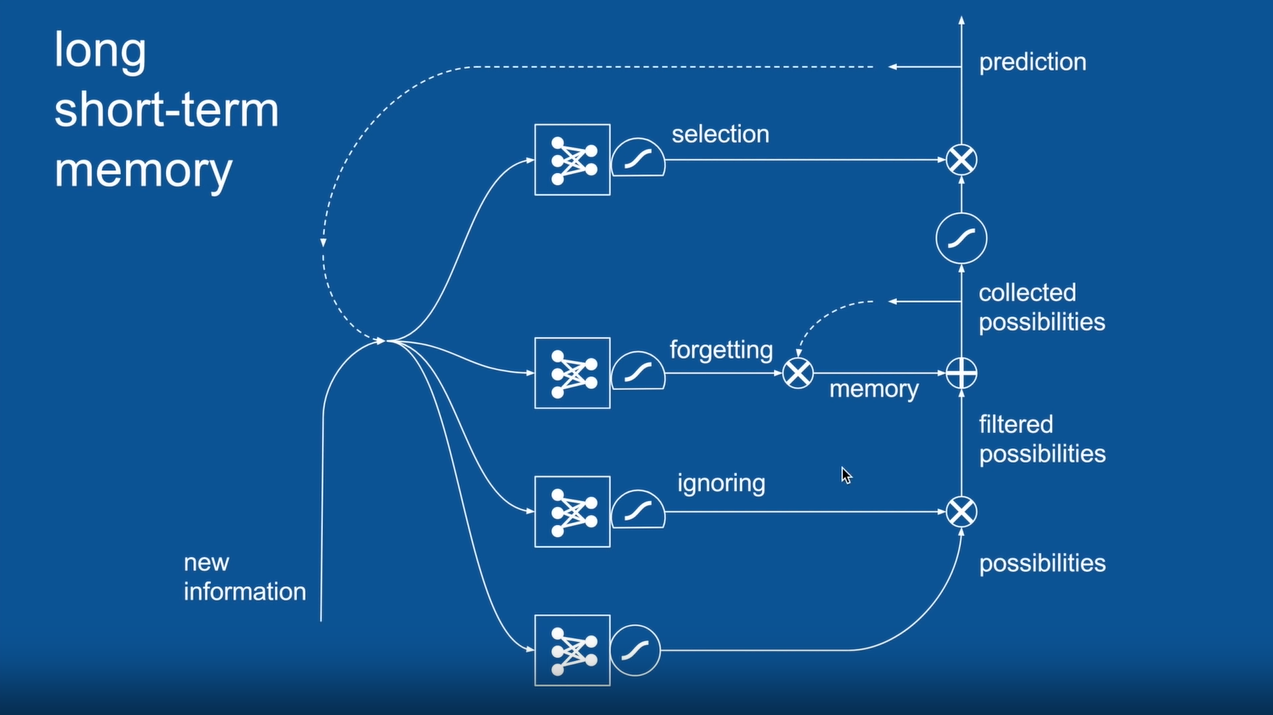 long
short-term
memory
prediction
selection
collected
possibilities
forgetting
memory
filtered
possibilities
ignoring
new
information
possibilities